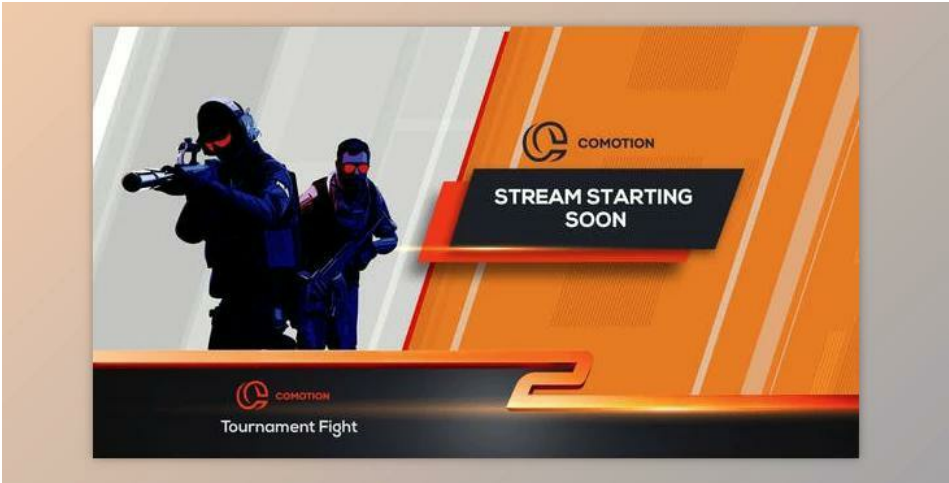 COMOTION
STREAM STARTING
SOON
2
COMOTION
Tournament Fight